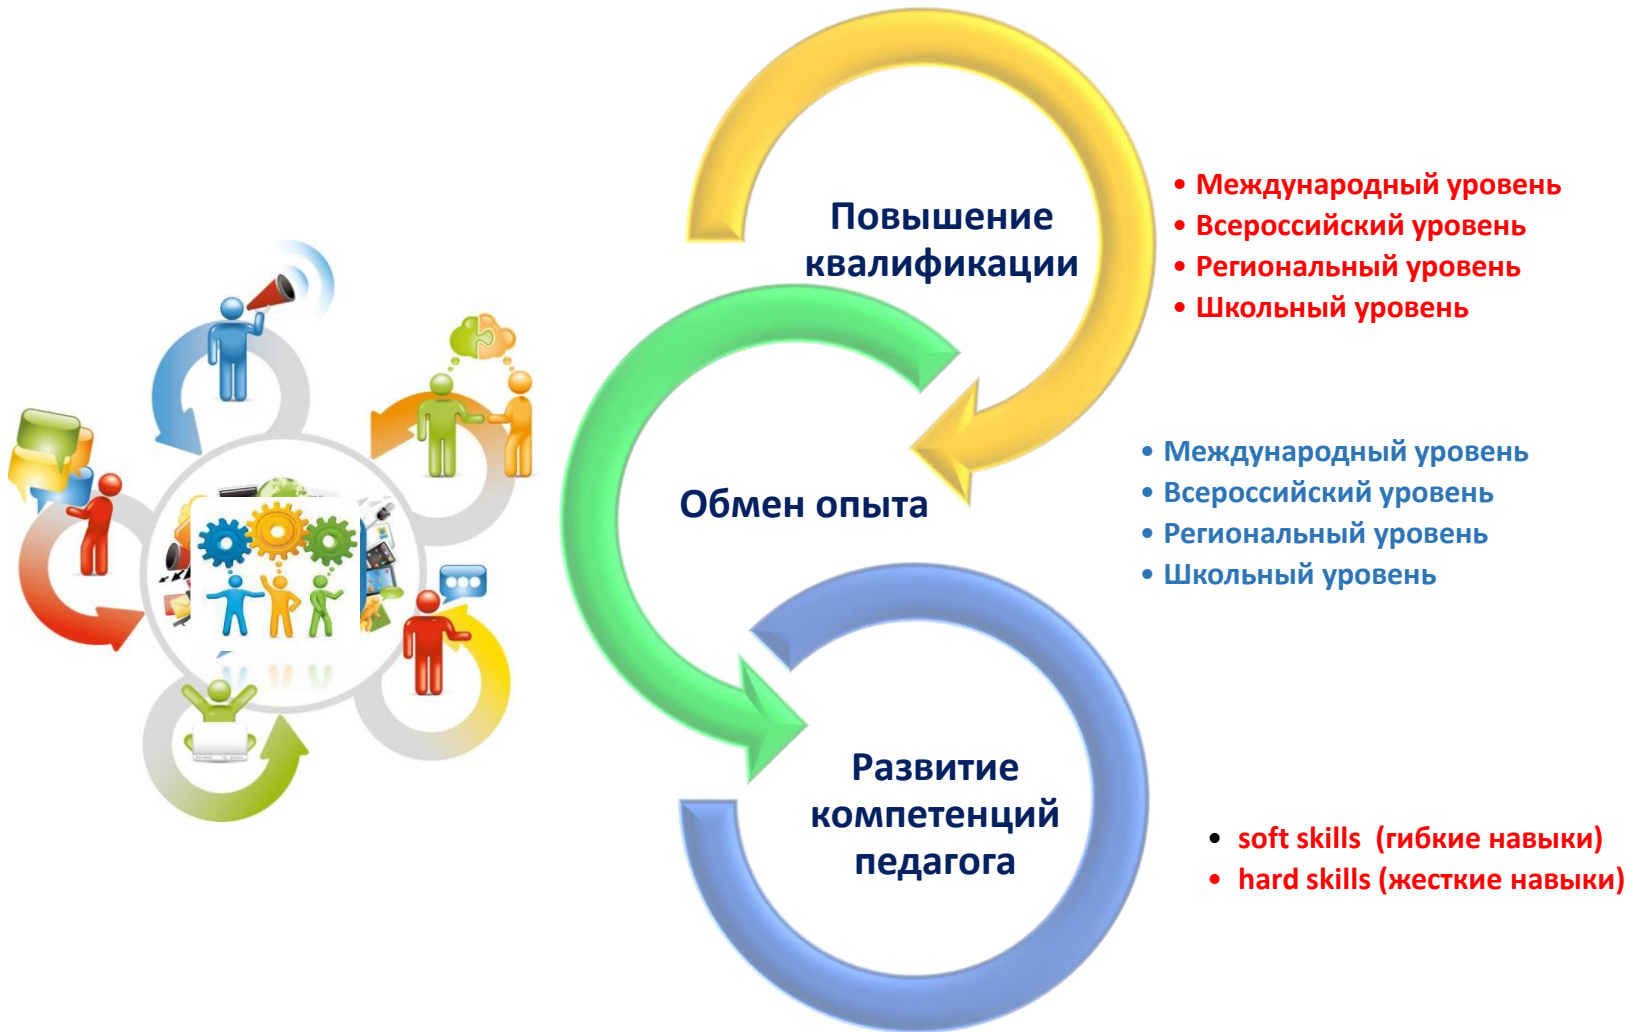 Повышение
квалификации
• Международный уровень
• Всероссийский уровень
• Региональный уровень
• Школьный уровень
Обмен опыта
• Международный уровень
• Всероссийский уровень
• Региональный уровень
• Школьный уровень
Развитие
компетенций
педагога
• soft skills (гибкие навыки)
• hard skills (жесткие навыки)